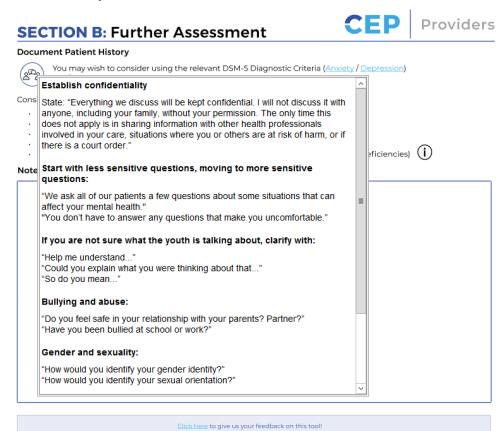 SECTION B: Further Assessment
CEP Providers
Document Patient History
You may wish to consider using the relevant DSM-5 Diagnostic Criteria (Anxiety / Depression)
Cons
eficiencies) i
Note
Establish confidentiality
State: "Everything we discuss will be kept confidential. I will not discuss it with
anyone, including your family, without your permission. The only time this
does not apply is in sharing information with other health professionals
involved in your care, situations where you or others are at risk of harm, or if
there is a court order."
Start with less sensitive questions, moving to more sensitive
questions:
"We ask all of our patients a few questions about some situations that can
affect your mental health."
"You don't have to answer any questions that make you uncomfortable."
If you are not sure what the youth is talking about, clarify with:
"Help me understand..."
"Could you explain what you were thinking about that..."
"So do you mean..."
Bullying and abuse:
"Do you feel safe in your relationship with your parents? Partner?"
"Have you been bullied at school or work?"
Gender and sexuality:
"How would you identify your gender identity?"
"How would you identify your sexual orientation?"
Click here to give us your feedback on this tool!